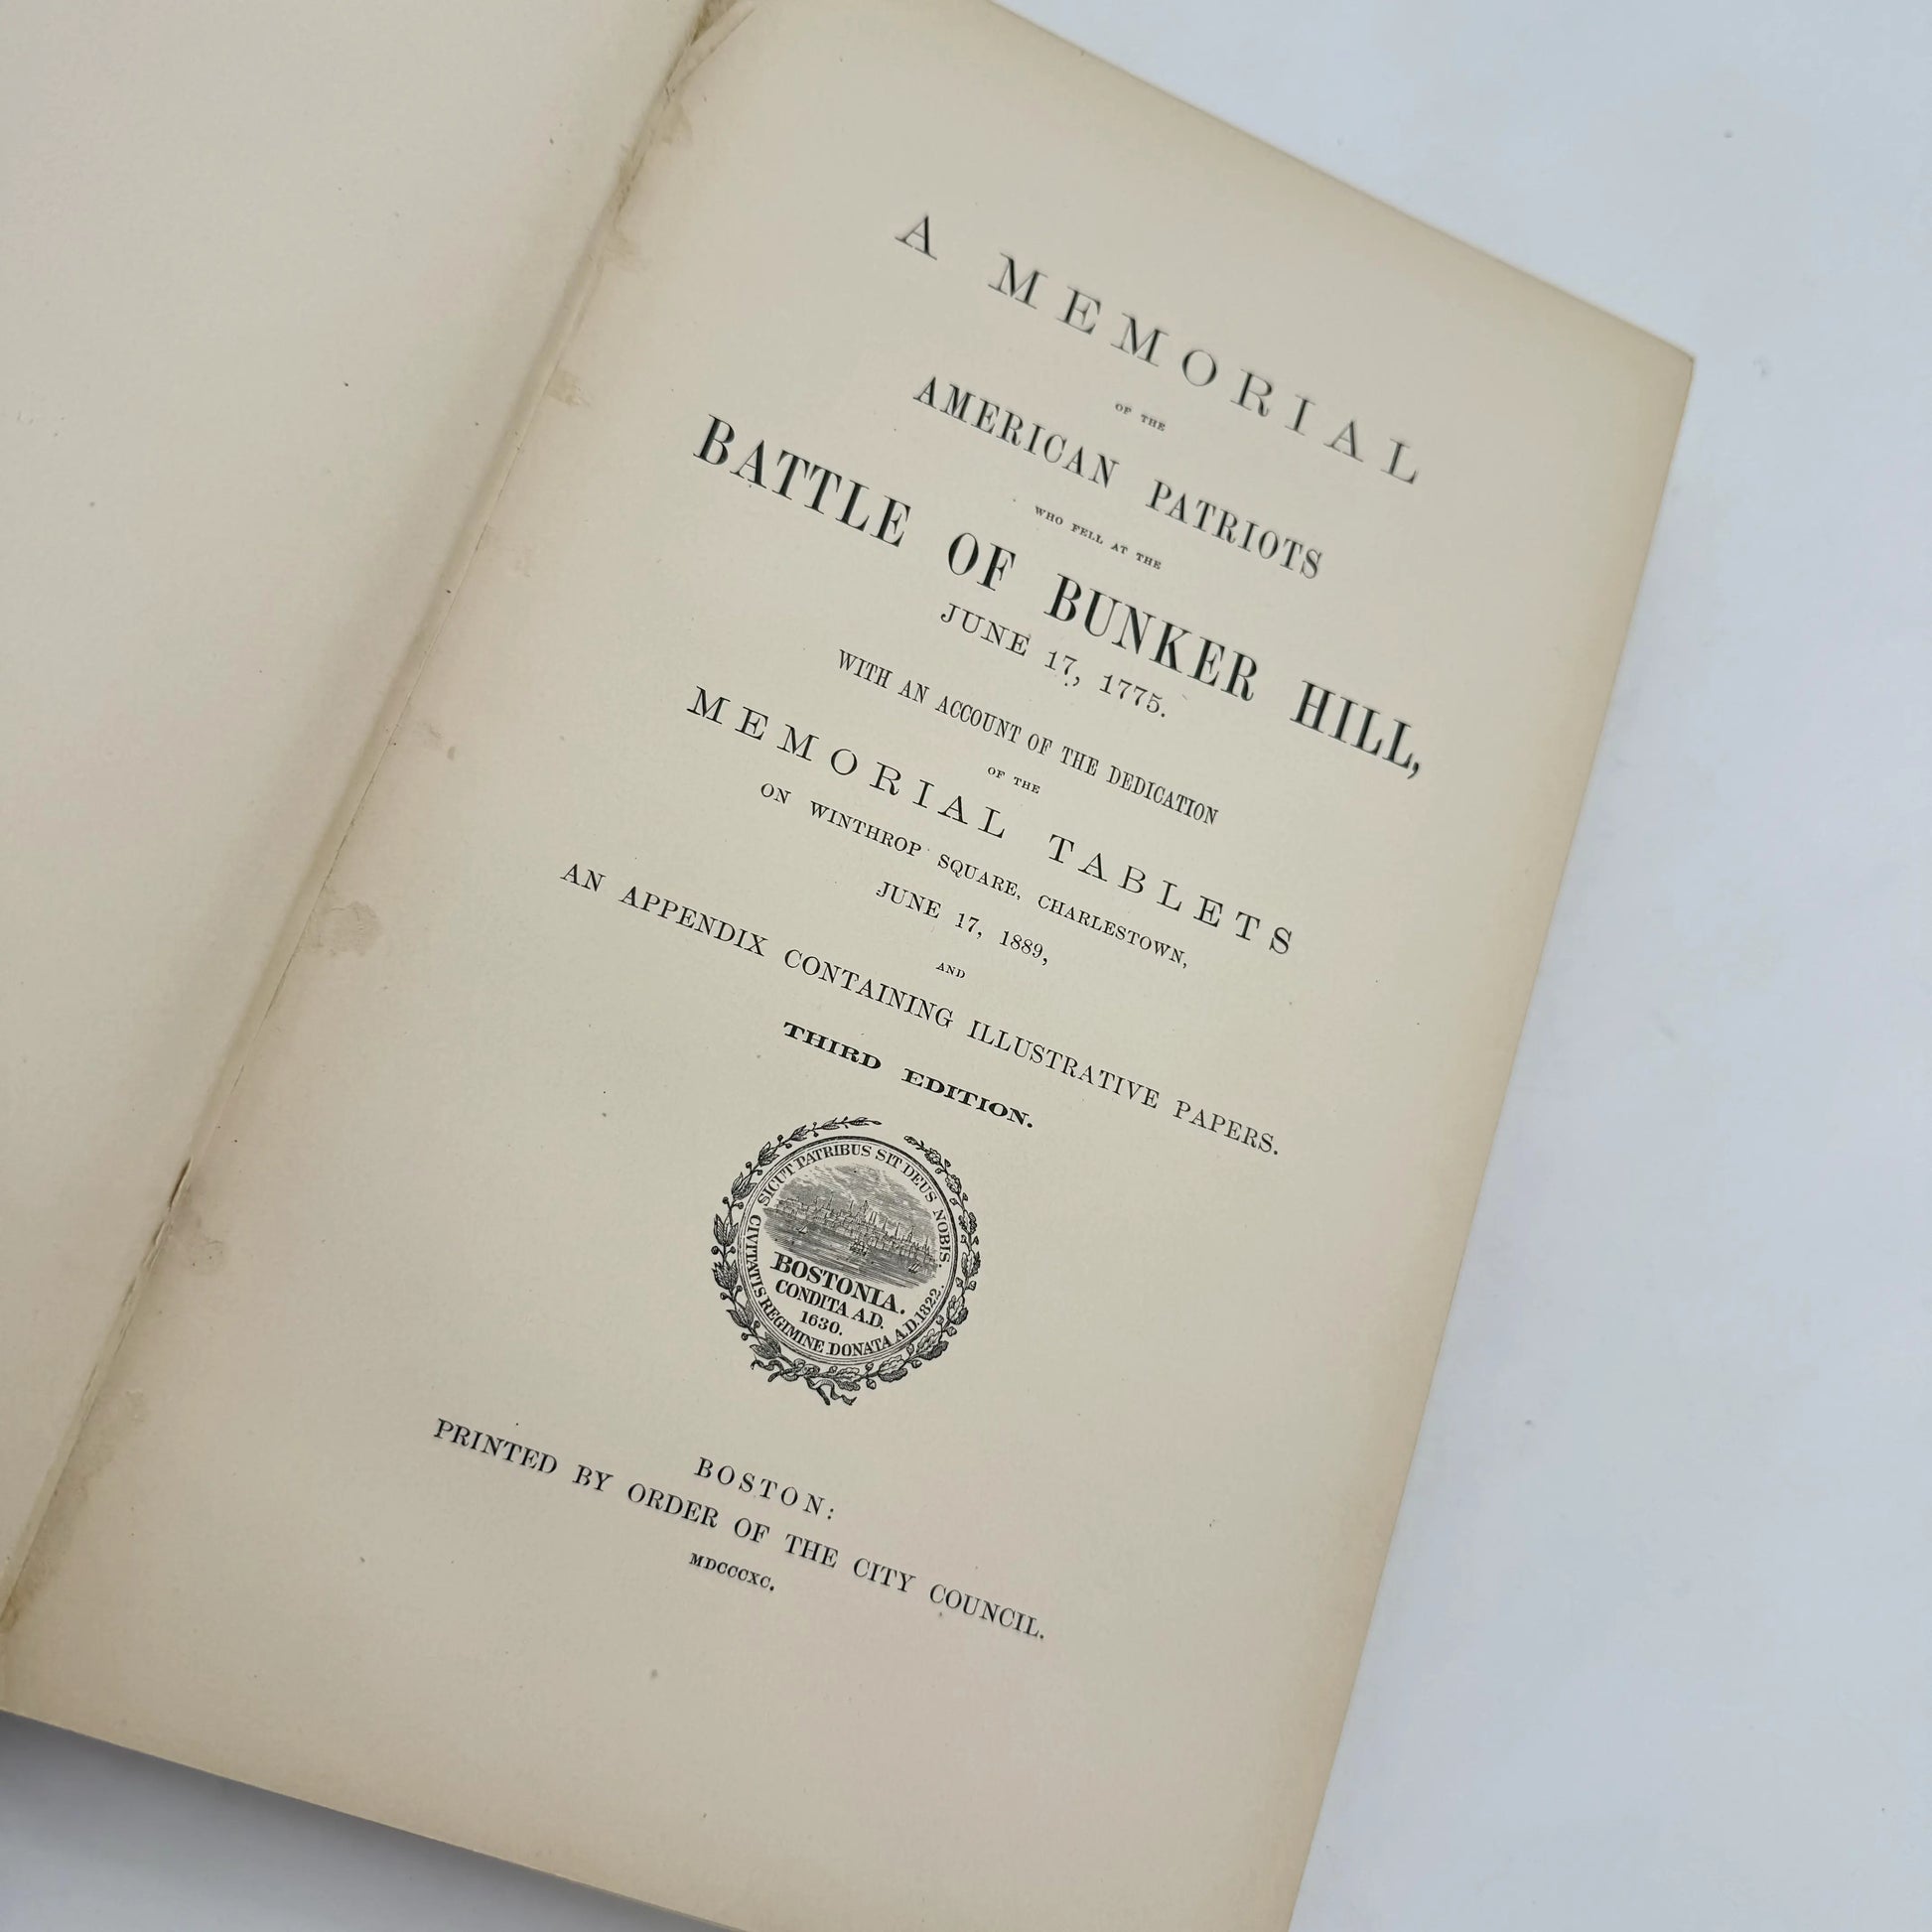 A MEMORIAL
OF THE
AMERICAN PATRIOTS
WHO FELL AT THE
BATTLE OF BUNKER HILL,
JUNE 17, 1775.
WITH AN ACCOUNT OF THE DEDICATION
OF THE
MEMORIAL TABLETS
ON WINTHROP SQUARE, CHARLESTOWN,
JUNE 17, 1889,
AND
AN APPENDIX CONTAINING ILLUSTRATIVE PAPERS.
THIRD EDITION.
SICUT PATRIBUS SIT DEUS NOBIS.
BOSTONIA.
CONDITA A.D.
1630.
CIVITATIS REGIMINE DONATA A.D. 1822.
BOSTON:
PRINTED BY ORDER OF THE CITY COUNCIL.
MDCCCXC.